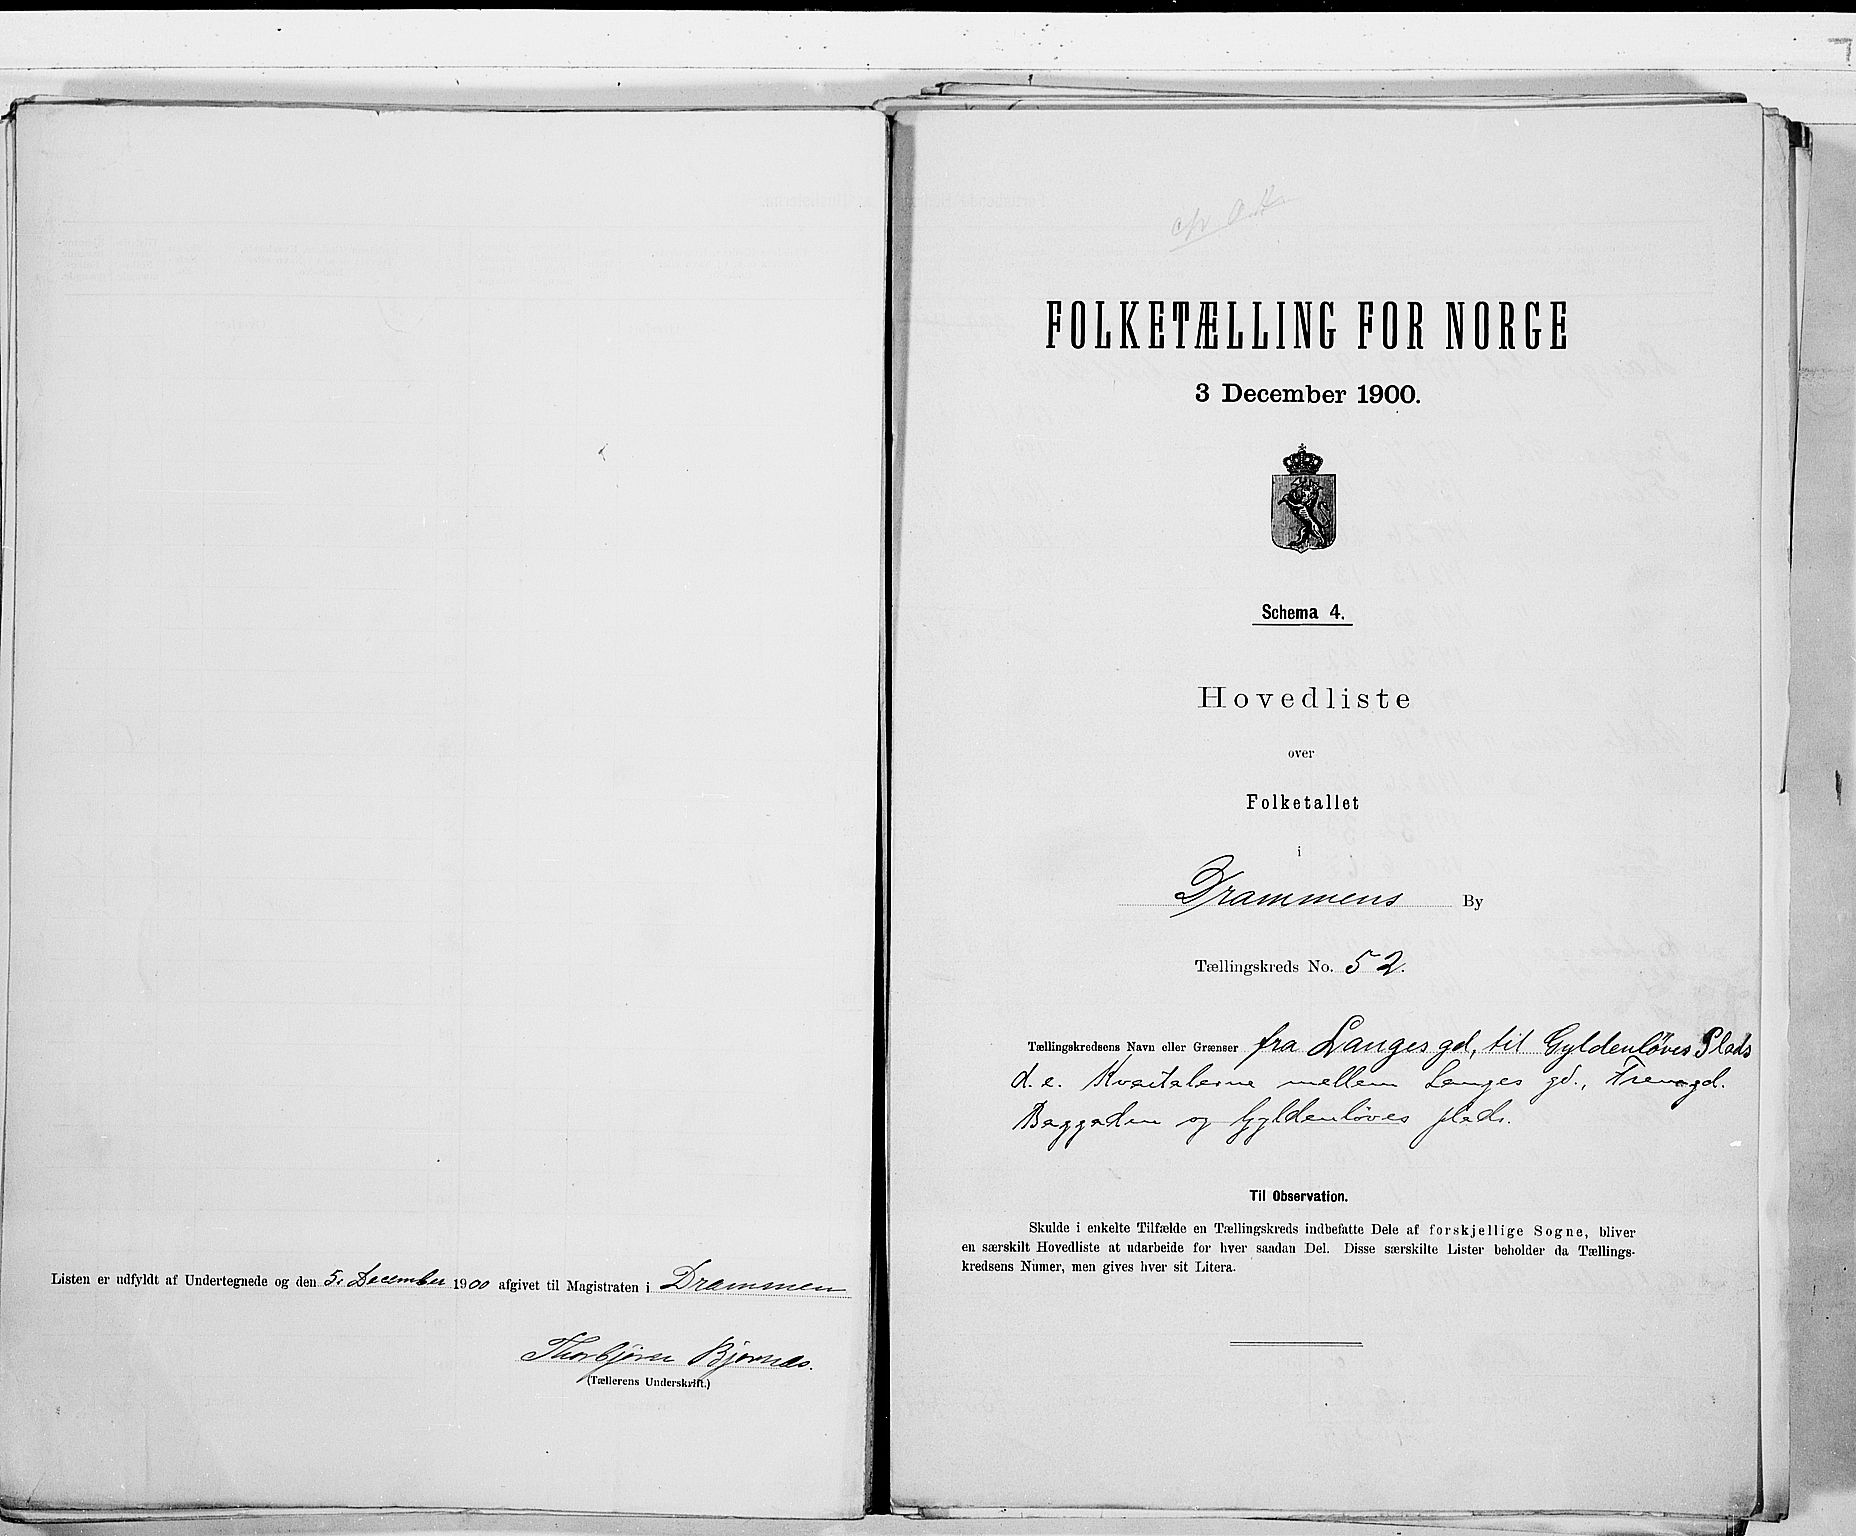 Listen er udfyldt af Undertegnede og den 5. December 1900 afgivet til Magistraten i Drammen
Thorbjørn Bjørnæs.
(Tællerens Underskrift.)
FOLKETÆLLING FOR NORGE
3 December 1900.
Schema 4.
Hovedliste
over
Folketallet
i
Drammens By
Tællingskreds No. 52.
Tællingskredsens Navn eller Grænser fra Langes gd, til Gyldenløves Plads
d. e. Kvartalerne mellem Langes gd.,
Baggaden og Gyldenløves plads.
Til Observation.
Skulde i enkelte Tilfælde en Tællingskreds indbefatte Dele af forskjellige Sogne, bliver
en særskilt Hovedliste at udarbeide for hver saadan Del. Disse særskilte Lister beholder da Tællings-
kredsens Numer, men gives hver sit Litera.